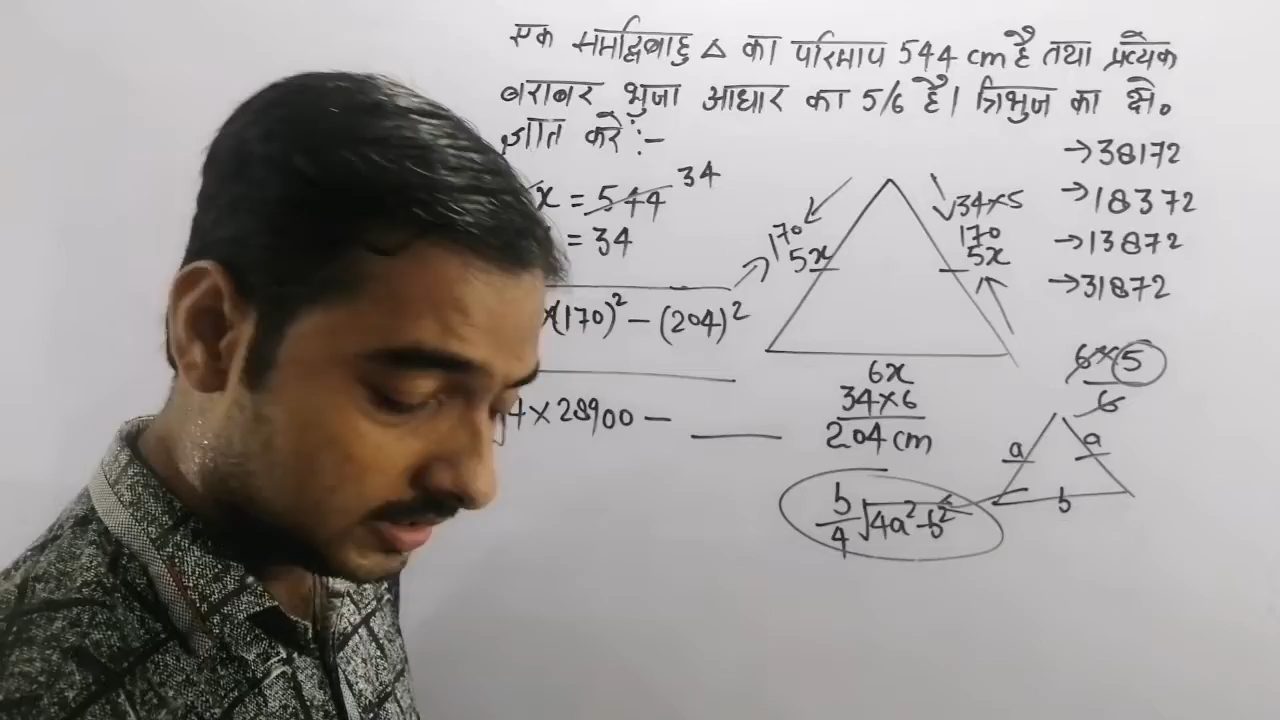 एक समद्विबाहु △ का परिमाप 544 cm है तथा प्रत्येक
बराबर भुजा आधार का 5/6 है। त्रिभुज का क्षे०
ज्ञात करें :-
x = 544 34
= 34
×(170)² – (204)²
4×28900 –
170
5x
34×5
170
5x
6x
34×6
204 cm
→38172
→18372
→13872
→31872
6×5
6
a
a
b
b/4 √4a²-b²